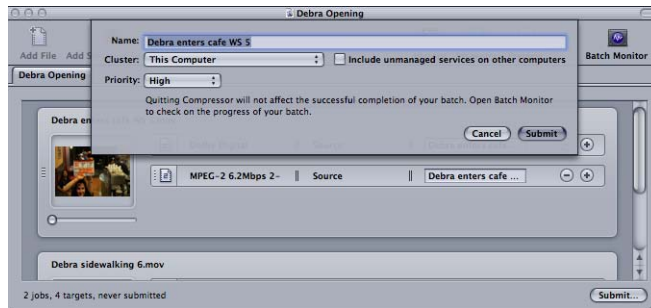 Debra Opening
Add File
Name: Debra enters cafe WS 5
Cluster: This Computer
Include unmanaged services on other computers
Batch Monitor
Debra Opening
Priority: High
Quitting Compressor will not affect the successful completion of your batch. Open Batch Monitor
to check on the progress of your batch.
Cancel Submit
MPEG-2 6.2Mbps 2- Source Debra enters cafe ...
Debra sidewalking 6.mov
2 jobs, 4 targets, never submitted
Submit...